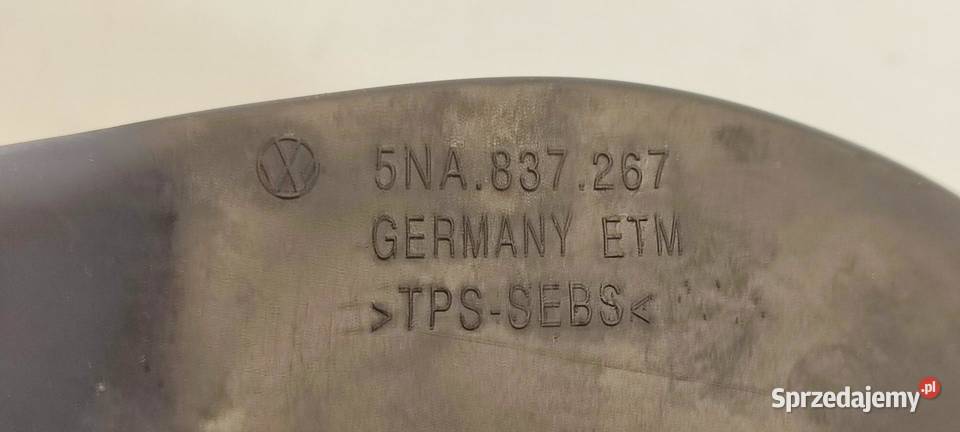 5NA.837.267
GERMANY ETM
>TPS-SEBS<
Sprzedajemy.pl